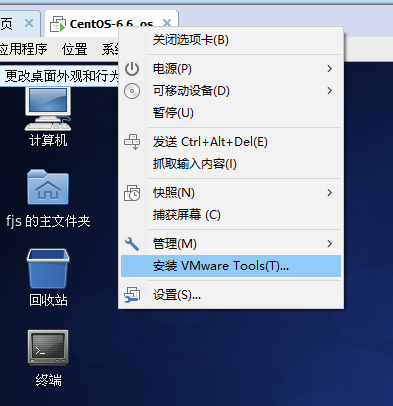 页
CentOS-6.6_os
应用程序 位置 系统
更改桌面外观和行为
关闭选项卡(B)
电源(P)
可移动设备(D)
暂停(U)
发送 Ctrl+Alt+Del(E)
抓取输入内容(I)
快照(N)
捕获屏幕 (C)
管理(M)
安装 VMware Tools(T)...
设置(S)...
计算机
fjs 的主文件夹
回收站
终端